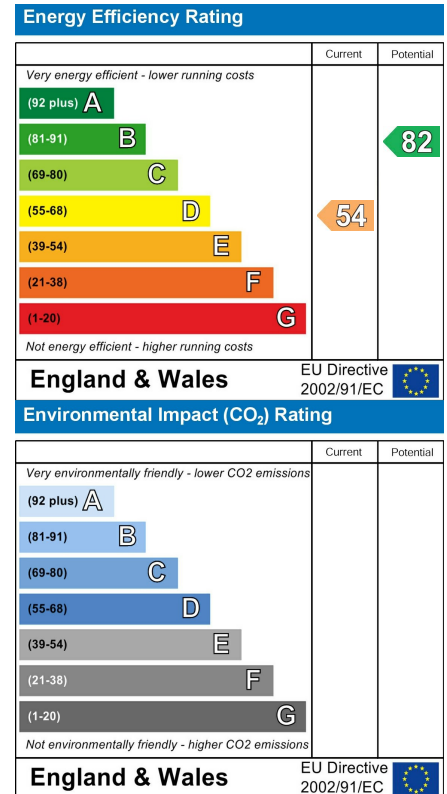 Energy Efficiency Rating
Current Potential
Very energy efficient - lower running costs
(92 plus) A
(81-91) B
82
(69-80) C
(55-68) D
54
(39-54) E
(21-38) F
(1-20) G
Not energy efficient - higher running costs
England & Wales
EU Directive
2002/91/EC
Environmental Impact (CO₂) Rating
Current Potential
Very environmentally friendly - lower CO2 emissions
(92 plus) A
(81-91) B
(69-80) C
(55-68) D
(39-54) E
(21-38) F
(1-20) G
Not environmentally friendly - higher CO2 emissions
England & Wales
EU Directive
2002/91/EC